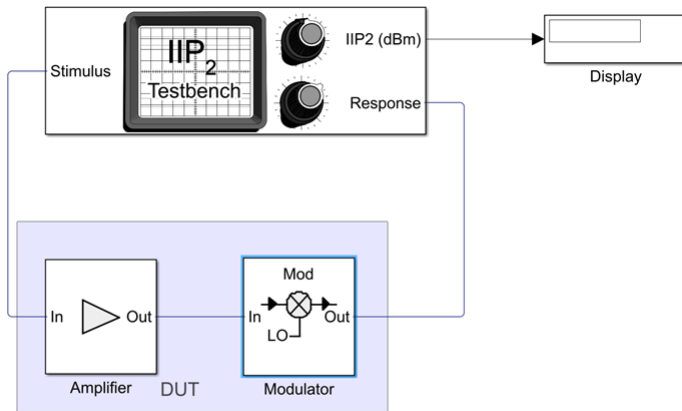 IIP2 (dBm)
IIP2
Stimulus
Testbench
Response
Display
Mod
In
Out
In
LO
Out
Amplifier
DUT
Modulator